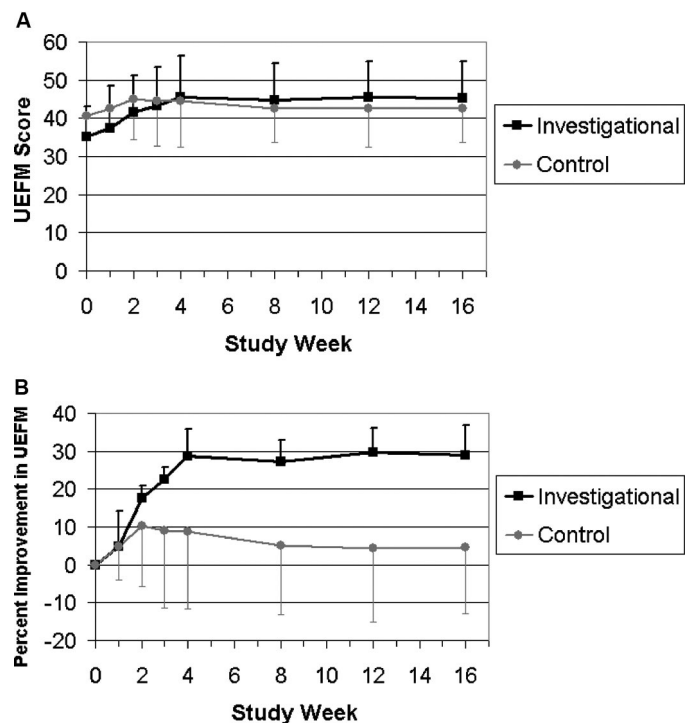 A
60
50
40
30
20
10
0
UEFM Score
0 2 4 6 8 10 12 14 16
Study Week
Investigational
Control
B
40
30
20
10
0
-10
-20
Percent Improvement in UEFM
0 2 4 6 8 10 12 14 16
Study Week
Investigational
Control